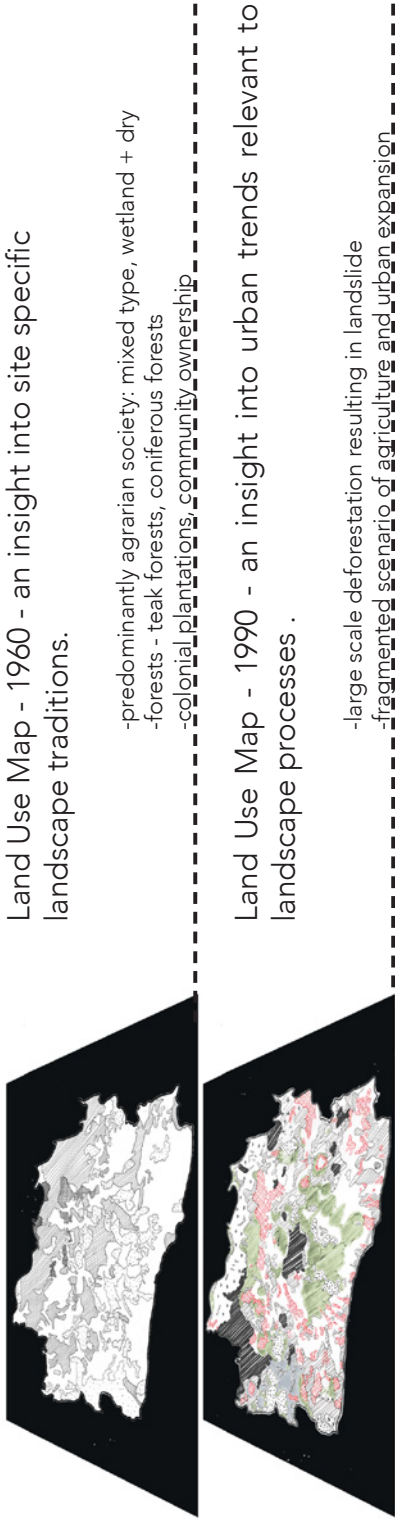 Land Use Map - 1960 - an insight into site specific
landscape traditions.
-predominantly agrarian society: mixed type, wetland + dry
-forests - teak forests, coniferous forests
-colonial plantations, community ownership
Land Use Map - 1990 - an insight into urban trends relevant to
landscape processes .
-large scale deforestation resulting in landslide
-fragmented scenario of agriculture and urban expansion